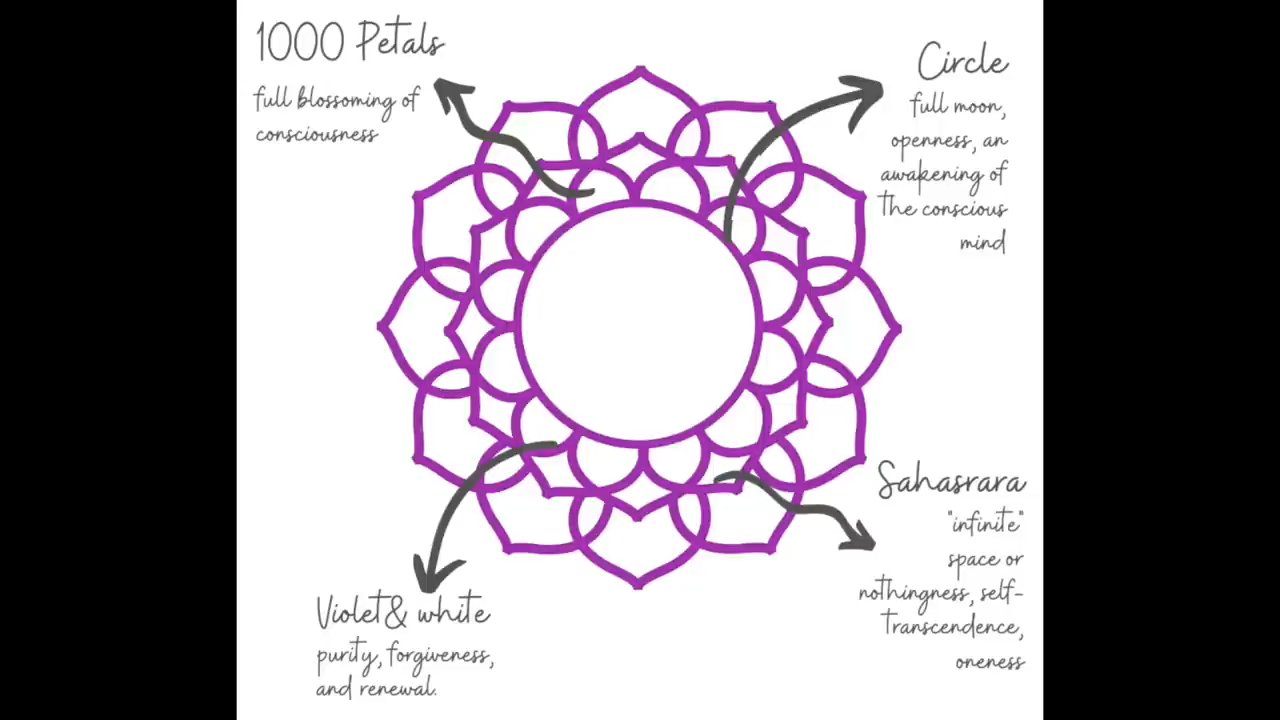 1000 Petals
full blossoming of
consciousness
Circle
full moon,
openness, an
awakening of
the conscious
mind
Violet & white
purity, forgiveness,
and renewal.
Sahasrara
"infinite"
space or
nothingness, self-
transcendence,
oneness